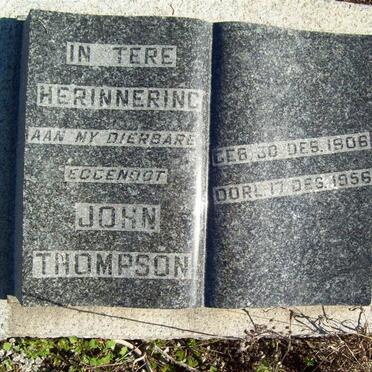 IN TERE
HERINNERING
AAN MY DIERBARE
EGGENOOT
JOHN
THOMPSON
GEB. 30 DES. 1906
OORL. 17 DES. 1956